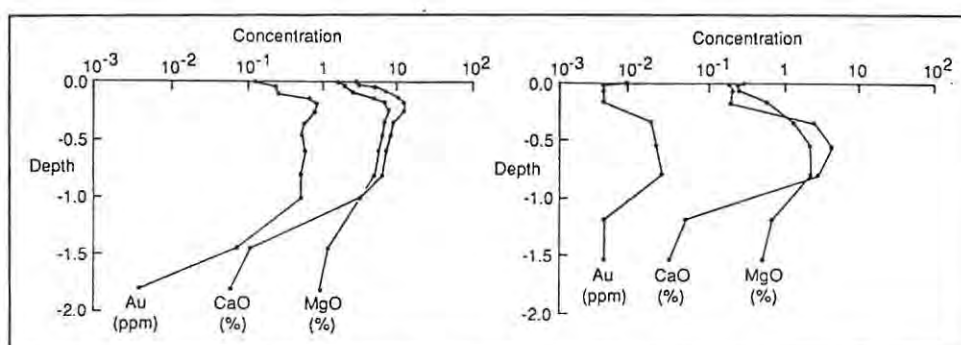 Concentration
10-3 10-2 10-1 1 10 102
0.0
-0.5
Depth
-1.0
-1.5
-2.0
Au (ppm)
CaO (%)
MgO (%)
Concentration
10-3 10-2 10-1 1 10 102
0.0
-0.5
Depth
-1.0
-1.5
-2.0
Au (ppm)
CaO (%)
MgO (%)